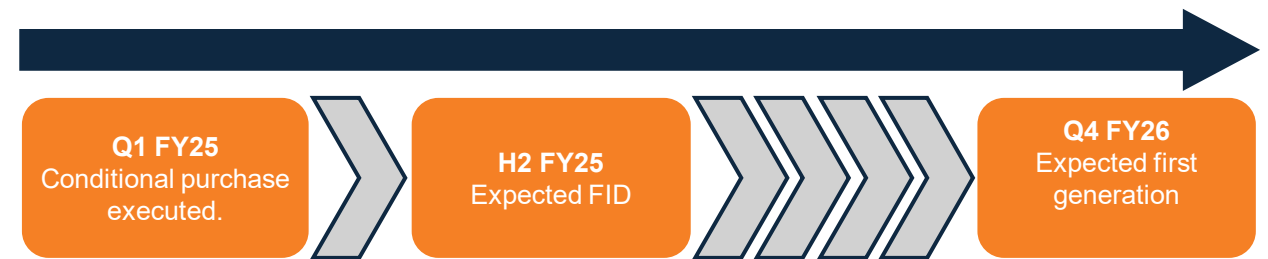 Q1 FY25
Conditional purchase
executed.
H2 FY25
Expected FID
Q4 FY26
Expected first
generation